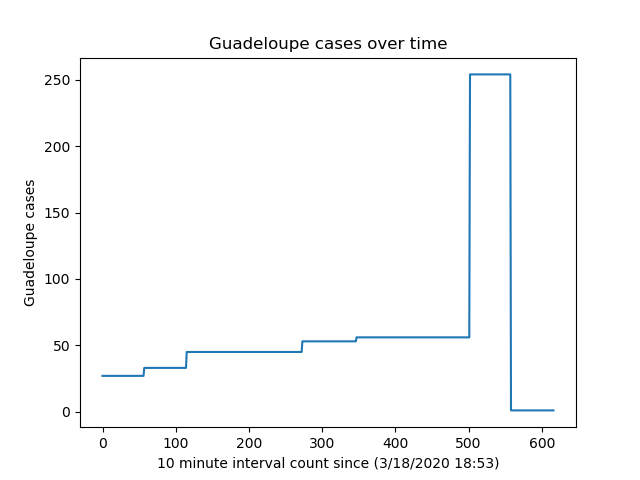 Guadeloupe cases over time
Guadeloupe cases
250
200
150
100
50
0
0 100 200 300 400 500 600
10 minute interval count since (3/18/2020 18:53)